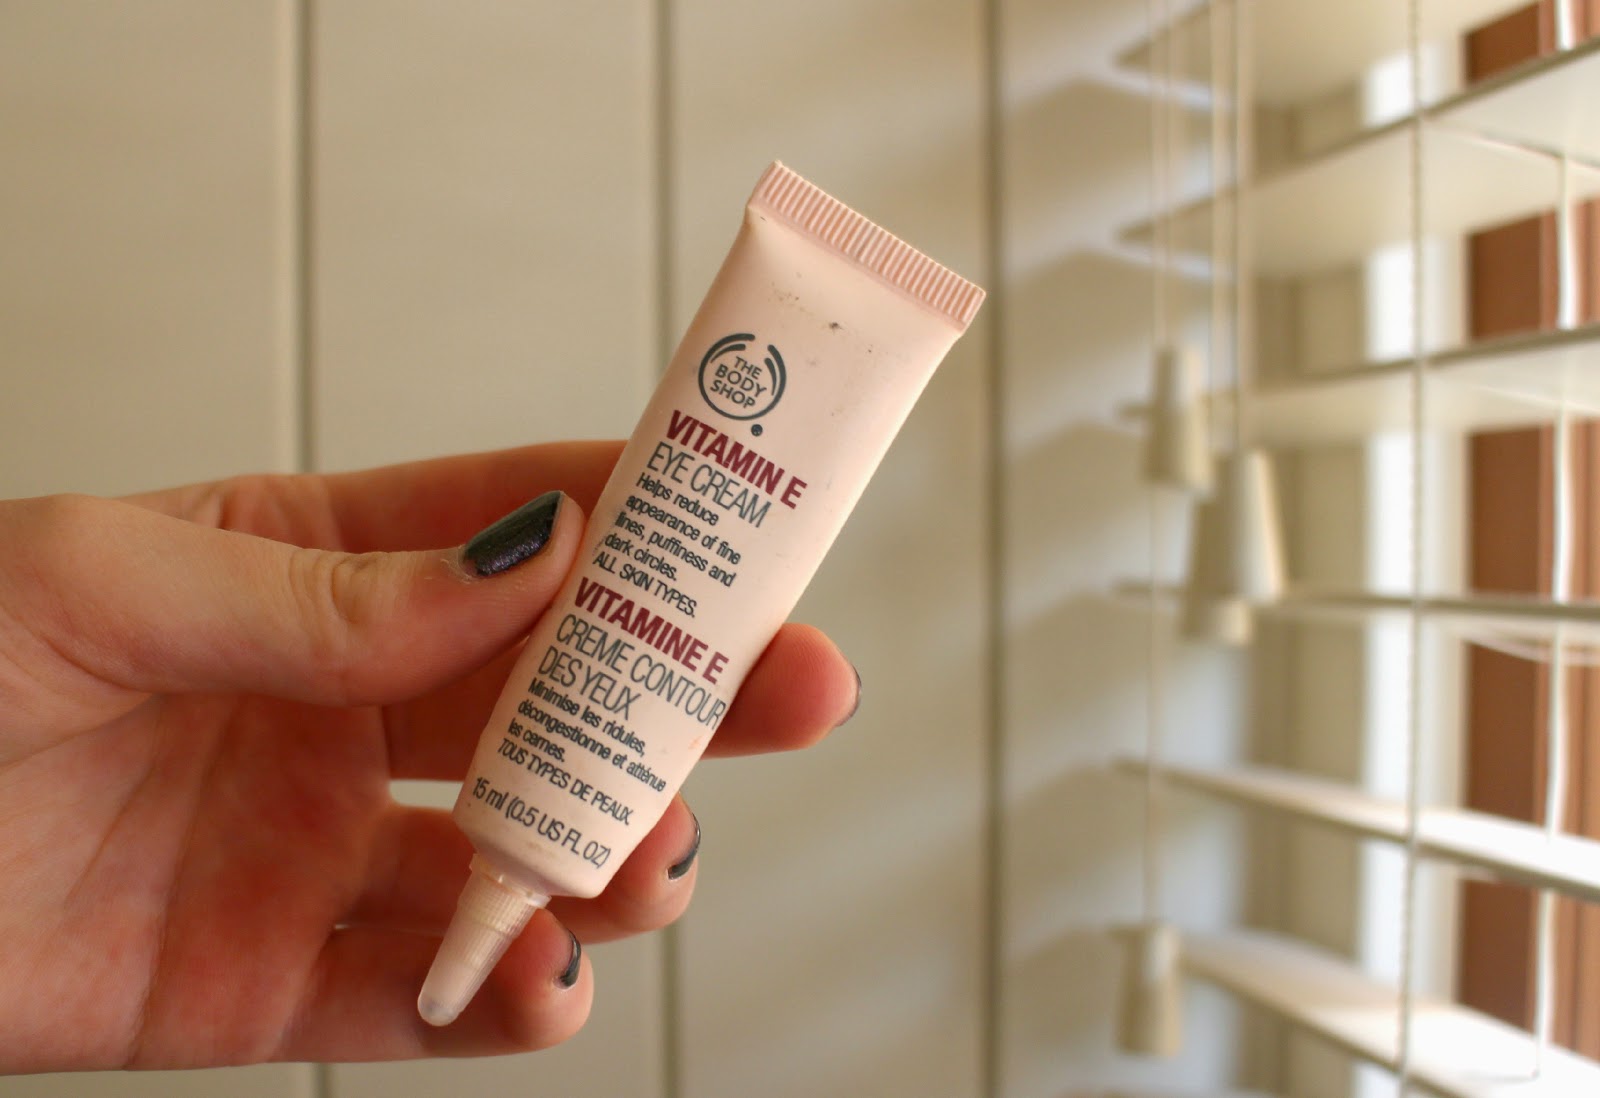 THE
BODY
SHOP
VITAMIN E
EYE CREAM
Helps reduce
appearance of fine
lines, puffiness and
dark circles.
ALL SKIN TYPES.
VITAMINE E
CREME CONTOUR
DES YEUX
Minimise les ridules,
décongestionne et atténue
les cernes.
TOUS TYPES DE PEAUX.
15 ml (0.5 US FL OZ)